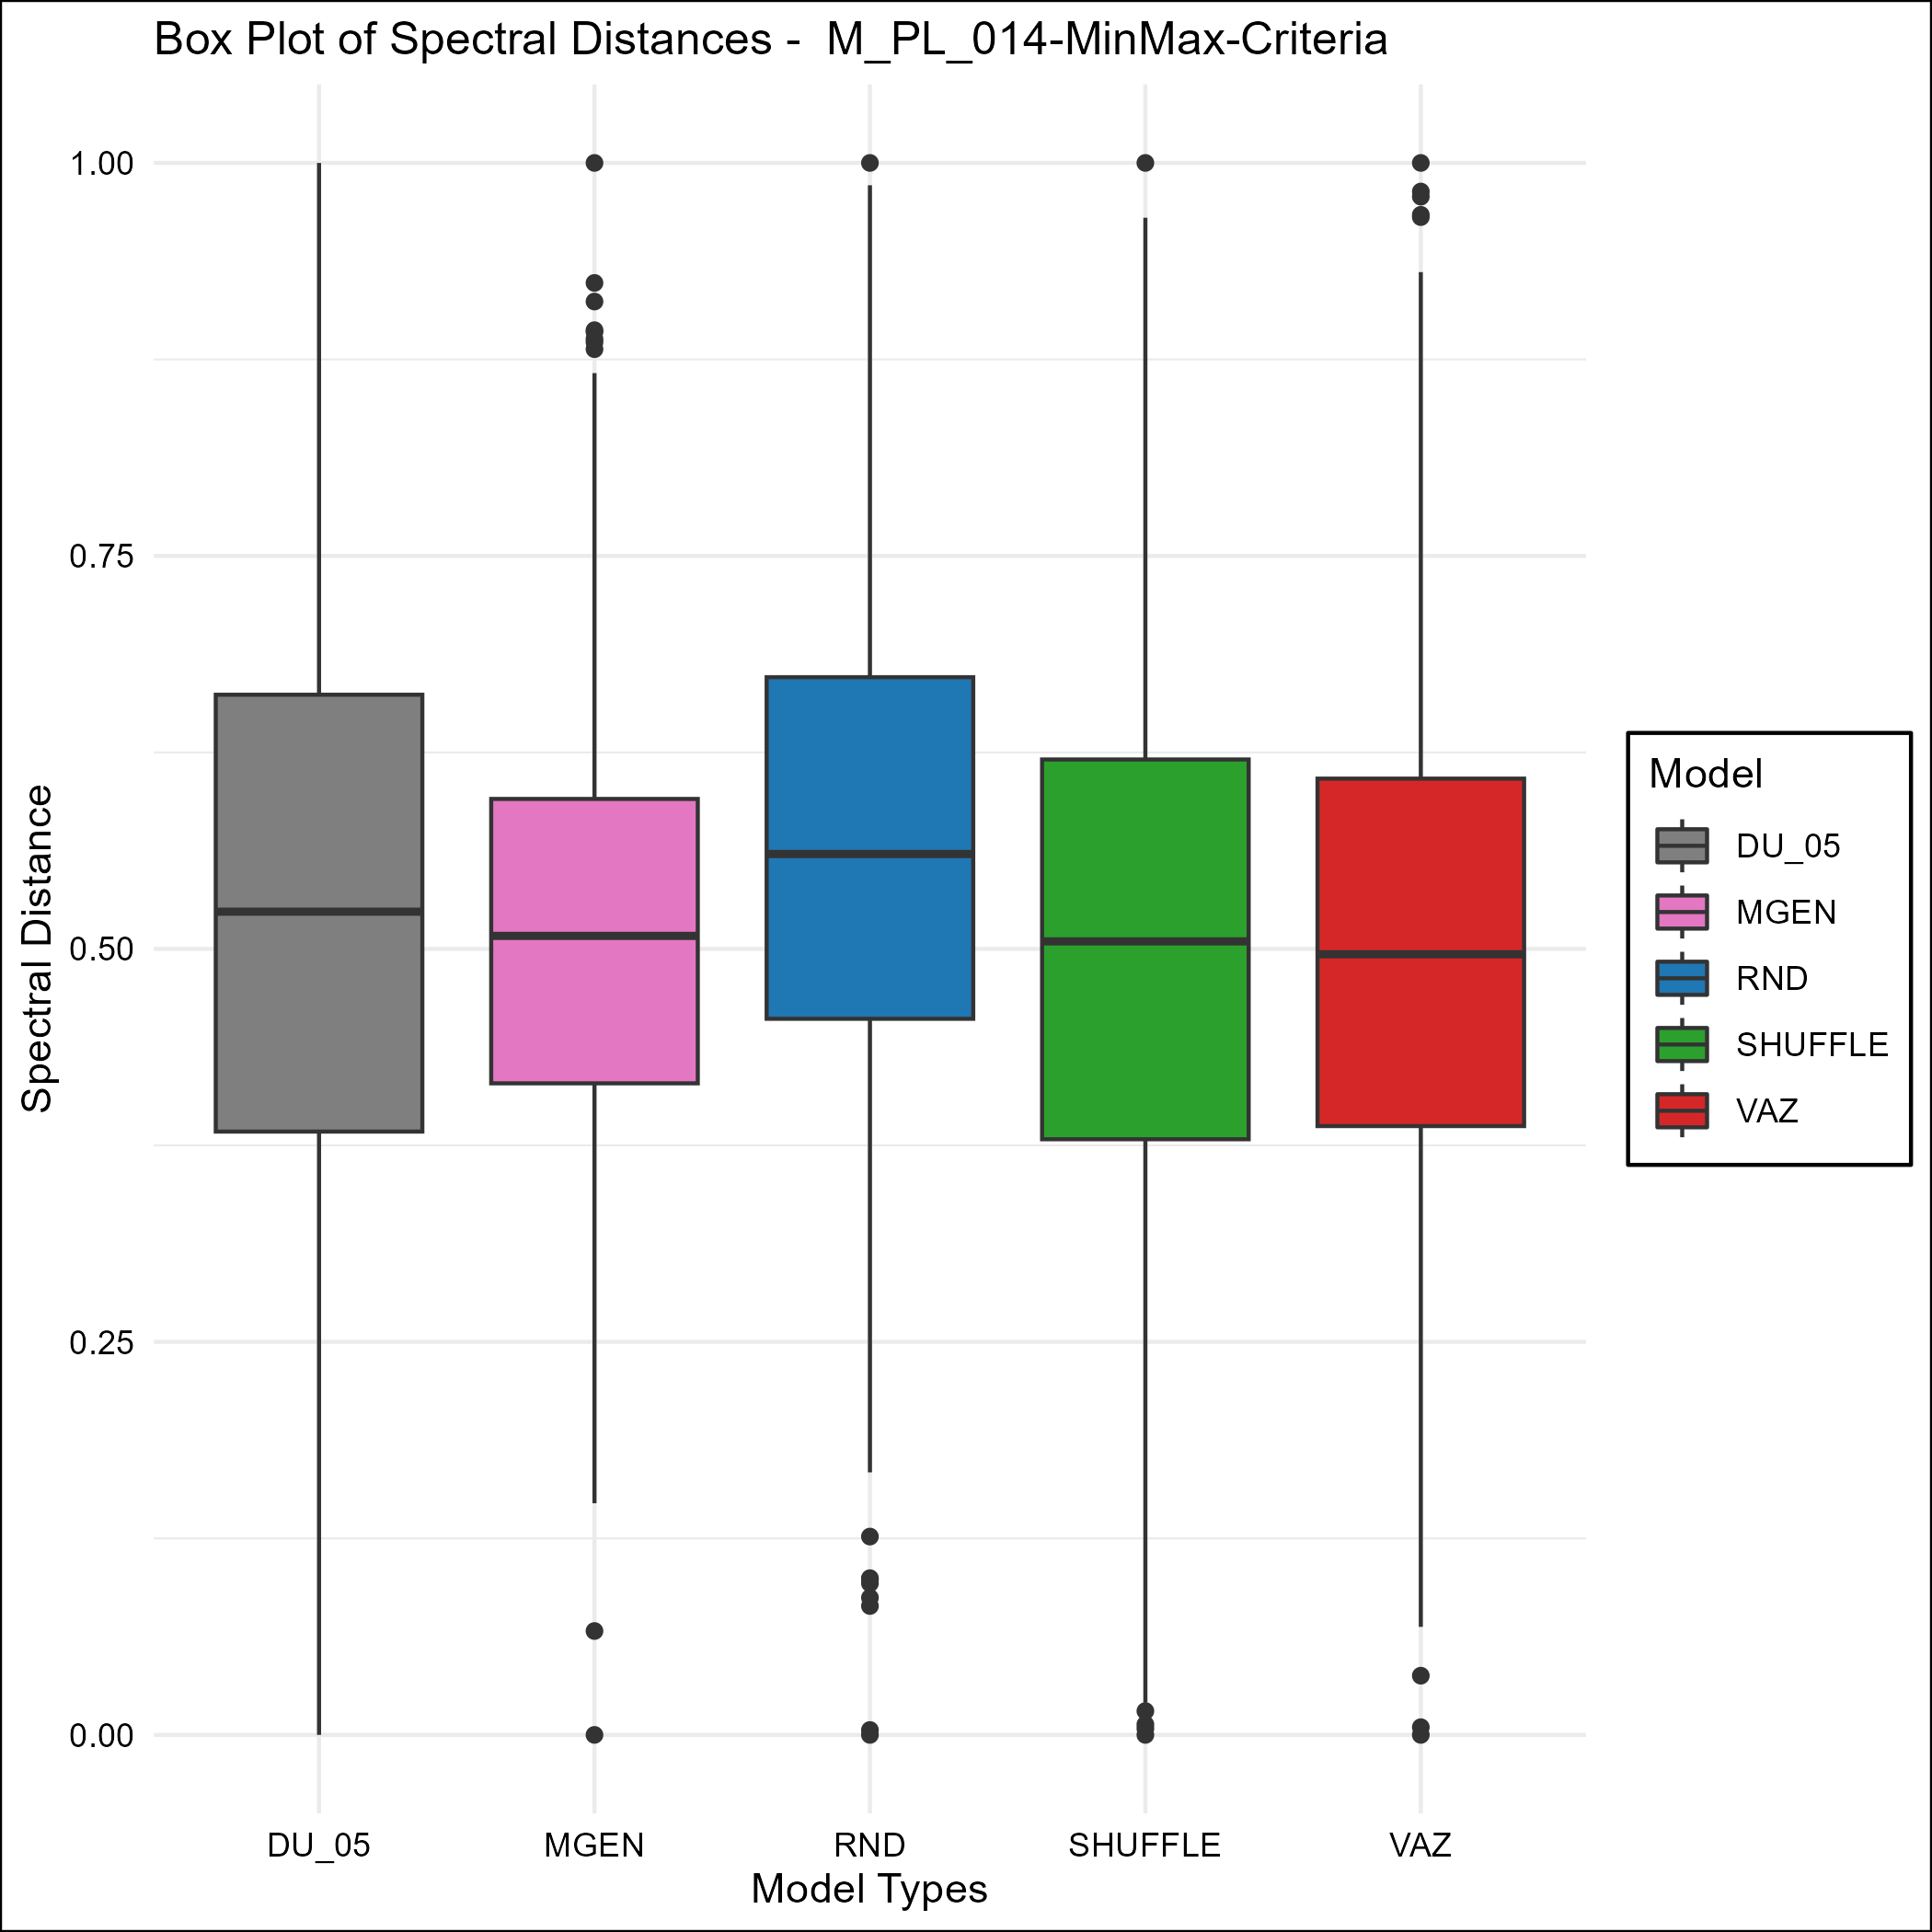 Box Plot of Spectral Distances -  M_PL_014-MinMax-Criteria
1.00
0.75
0.50
0.25
0.00
Spectral Distance
DU_05
MGEN
RND
SHUFFLE
VAZ
Model Types
Model
DU_05
MGEN
RND
SHUFFLE
VAZ